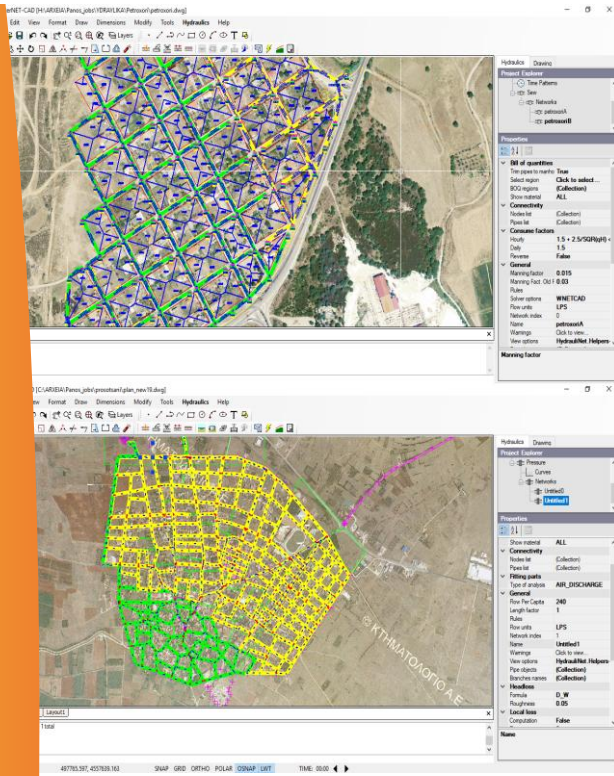 erNET-CAD [H:\ARXEIA\Panos_jobs\YDRAYLIKA\Petroxori\petroxori.dwg]
Edit View Format Draw Dimensions Modify Tools Hydraulics Help
Layers
Hydraulics Drawing
Project Explorer
Time Patterns
Sew
Networks
petroxoriA
petroxoriB
Properties
Bill of quantities
Trim pipes to manho True
Select region Click to select...
BOQ regions (Collection)
Show material ALL
Connectivity
Nodes list (Collection)
Pipes list (Collection)
Consume factors
Hourly 1.5 + 2.5/SQR(qH) <
Daily 1.5
Reverse False
General
Manning factor 0.015
Manning Fact. Old F 0.03
Rules
Solver options WNETCAD
Flow units LPS
Network index 0
Name petroxoriA
Warnings Click to view...
View options HydrauliNet.Helpers.
Manning factor
D [C:\ARXEIA\Panos_jobs\prosotsani\plan_new10.dwg]
ew Format Draw Dimensions Modify Tools Hydraulics Help
Layers
Hydraulics Drawing
Project Explorer
Pressure
Curves
Networks
Untitled0
Untitled1
Properties
Show material ALL
Connectivity
Nodes list (Collection)
Pipes list (Collection)
Fitting parts
Type of analysis AIR_DISCHARGE
General
Flow Per Capita 240
Length factor 1
Rules
Flow units LPS
Network index 1
Name Untitled1
Warnings Click to view...
View options HydrauliNet.Helpers
Pipe objects (Collection)
Branches names (Collection)
Headloss
Formula D_W
Roughness 0.05
Local loss
Computation False
Name
© ΚΤΗΜΑΤΟΛΟΓΙΟ Α.Ε.
Layout1
1 total
497765.597, 4557639.163 SNAP GRID ORTHO POLAR OSNAP LWT TIME: 00:00